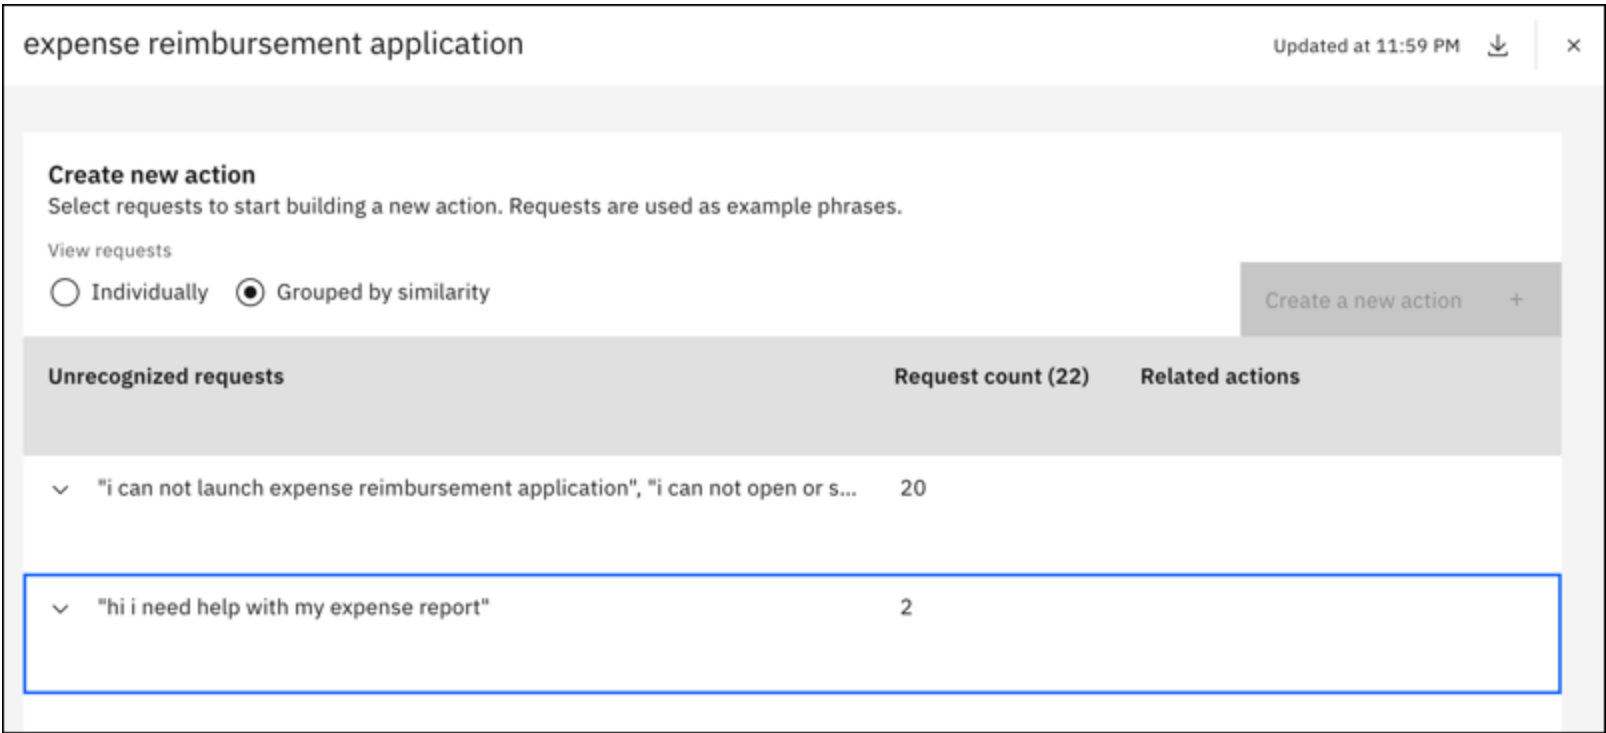 expense reimbursement application
Updated at 11:59 PM
Create new action
Select requests to start building a new action. Requests are used as example phrases.
View requests
Individually
Grouped by similarity
Create a new action +
Unrecognized requests
Request count (22)
Related actions
"i can not launch expense reimbursement application", "i can not open or s...
20
"hi i need help with my expense report"
2